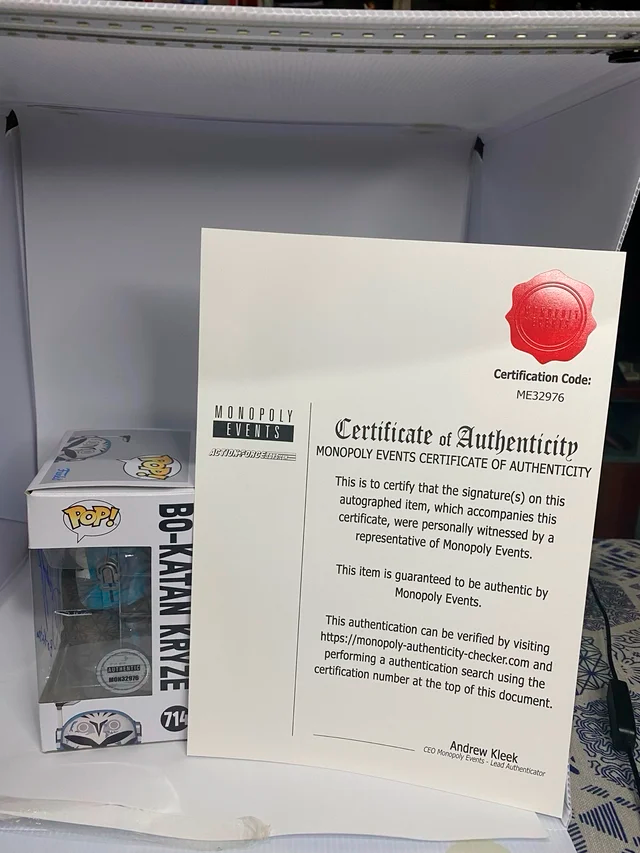 Certification Code:
ME32976
MONOPOLY
EVENTS
ACTION FORCE
Certificate of Authenticity
MONOPOLY EVENTS CERTIFICATE OF AUTHENTICITY
This is to certify that the signature(s) on this
autographed item, which accompanies this
certificate, were personally witnessed by a
representative of Monopoly Events.
This item is guaranteed to be authentic by
Monopoly Events.
This authentication can be verified by visiting
https://monopoly-authenticity-checker.com and
performing a authentication search using the
certification number at the top of this document.
Andrew Kleek
CEO Monopoly Events - Lead Authenticator
POP!
POP!
BO-KATAN KRYZE
714
AUTHENTIC